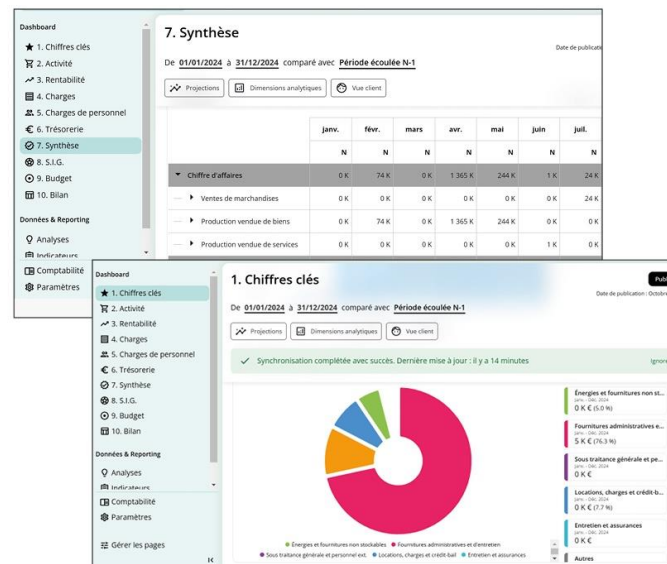 Dashboard
1. Chiffres clés
2. Activité
3. Rentabilité
4. Charges
5. Charges de personnel
6. Trésorerie
7. Synthèse
8. S.I.G.
9. Budget
10. Bilan
Données & Reporting
Analyses
Indicateurs
Comptabilité
Paramètres
7. Synthèse
Date de publicati
De 01/01/2024 à 31/12/2024 comparé avec Période écoulée N-1
Projections Dimensions analytiques Vue client
janv. févr. mars avr. mai juin juil.
N N N N N N N
Chiffre d'affaires 0 K 74 K 0 K 1 365 K 244 K 1 K 24 K
Ventes de marchandises 0 K 0 K 0 K 0 K 0 K 0 K 24 K
Production vendue de biens 0 K 74 K 0 K 1 365 K 244 K 0 K 0 K
Production vendue de services 0 K 0 K 0 K 0 K 0 K 1 K 0 K
Dashboard
1. Chiffres clés
2. Activité
3. Rentabilité
4. Charges
5. Charges de personnel
6. Trésorerie
7. Synthèse
8. S.I.G.
9. Budget
10. Bilan
Données & Reporting
Analyses
Indicateurs
Comptabilité
Paramètres
Gérer les pages
1. Chiffres clés
Publ
Date de publication : Octobre
De 01/01/2024 à 31/12/2024 comparé avec Période écoulée N-1
Projections Dimensions analytiques Vue client
Synchronisation complétée avec succès. Dernière mise à jour : il y a 14 minutes Ignore
Énergies et fournitures non stockables Fournitures administratives et d'entretien
Sous traitance générale et personnel ext. Locations, charges et crédit-bail Entretien et assurances
Énergies et fournitures non st...
janv. - Déc. 2024
0 K € (5.0 %)
Fournitures administratives e...
janv. - Déc. 2024
5 K € (76.3 %)
Sous traitance générale et pe...
janv. - Déc. 2024
0 K €
Locations, charges et crédit-b...
janv. - Déc. 2024
0 K € (7.7 %)
Entretien et assurances
janv. - Déc. 2024
0 K €
Autres